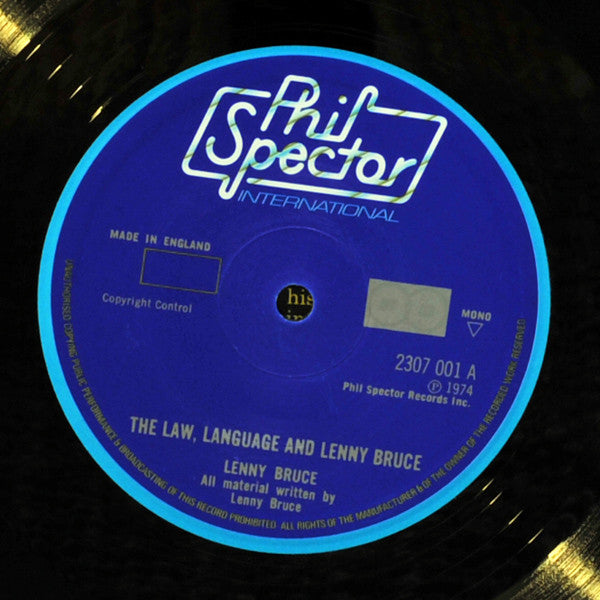 Phil
Spector
INTERNATIONAL
MADE IN ENGLAND
Copyright Control
his
in
MONO
2307 001 A
℗ 1974
Phil Spector Records Inc.
THE LAW, LANGUAGE AND LENNY BRUCE
LENNY BRUCE
All material written by
Lenny Bruce
UNAUTHORISED COPYING PUBLIC PERFORMANCE & BROADCASTING OF THIS RECORD PROHIBITED ALL RIGHTS OF THE MANUFACTURER & OF THE OWNER OF THE RECORDED WORK RESERVED